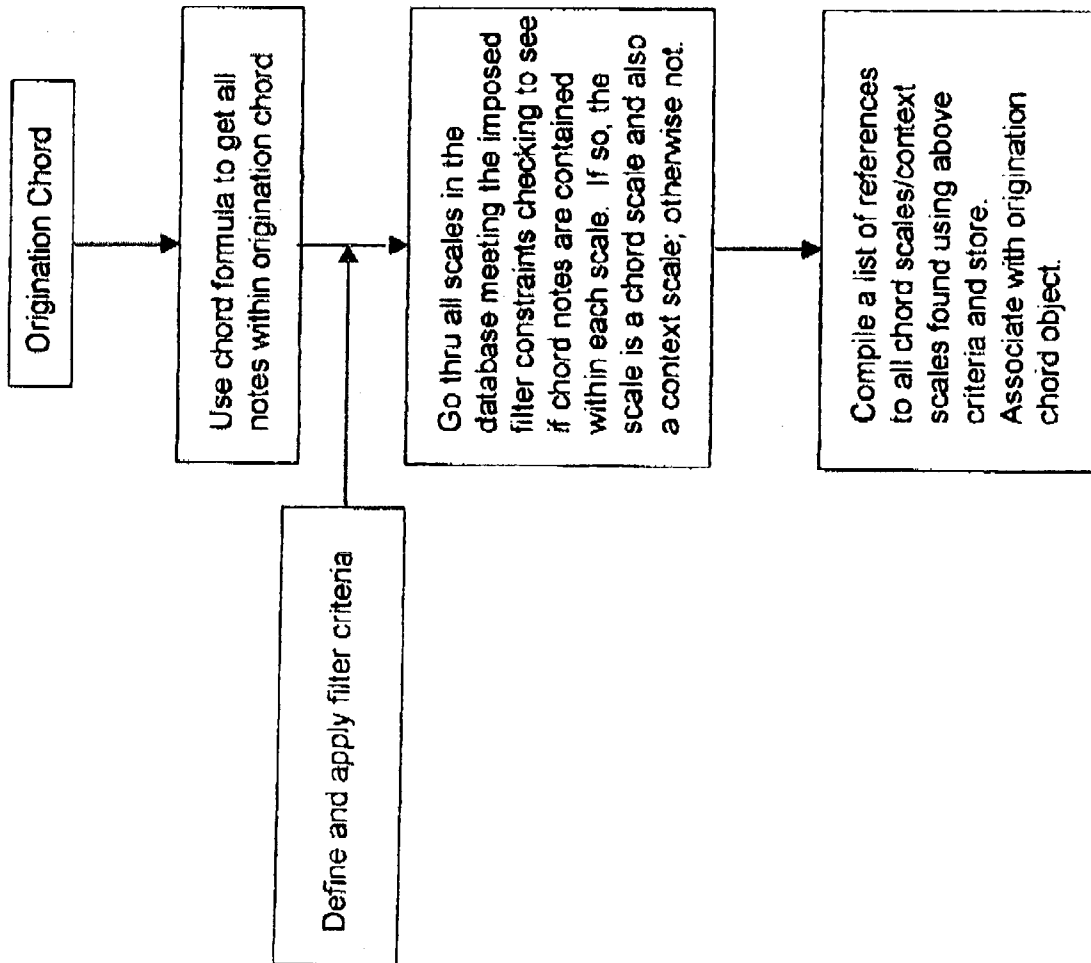 Origination Chord
Use chord formula to get all
notes within origination chord
Define and apply filter criteria
Go thru all scales in the
database meeting the imposed
filter constraints checking to see
if chord notes are contained
within each scale. If so, the
scale is a chord scale and also
a context scale; otherwise not.
Compile a list of references
to all chord scales/context
scales found using above
criteria and store.
Associate with origination
chord object.